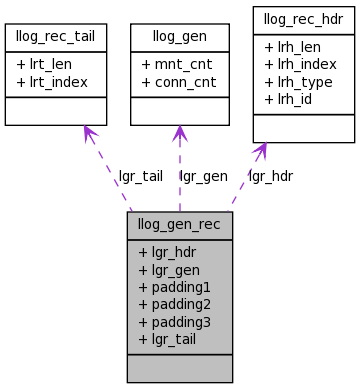 llog_rec_tail
+ lrt_len
+ lrt_index
llog_gen
+ mnt_cnt
+ conn_cnt
llog_rec_hdr
+ lrh_len
+ lrh_index
+ lrh_type
+ lrh_id
lgr_tail
lgr_gen
lgr_hdr
llog_gen_rec
+ lgr_hdr
+ lgr_gen
+ padding1
+ padding2
+ padding3
+ lgr_tail